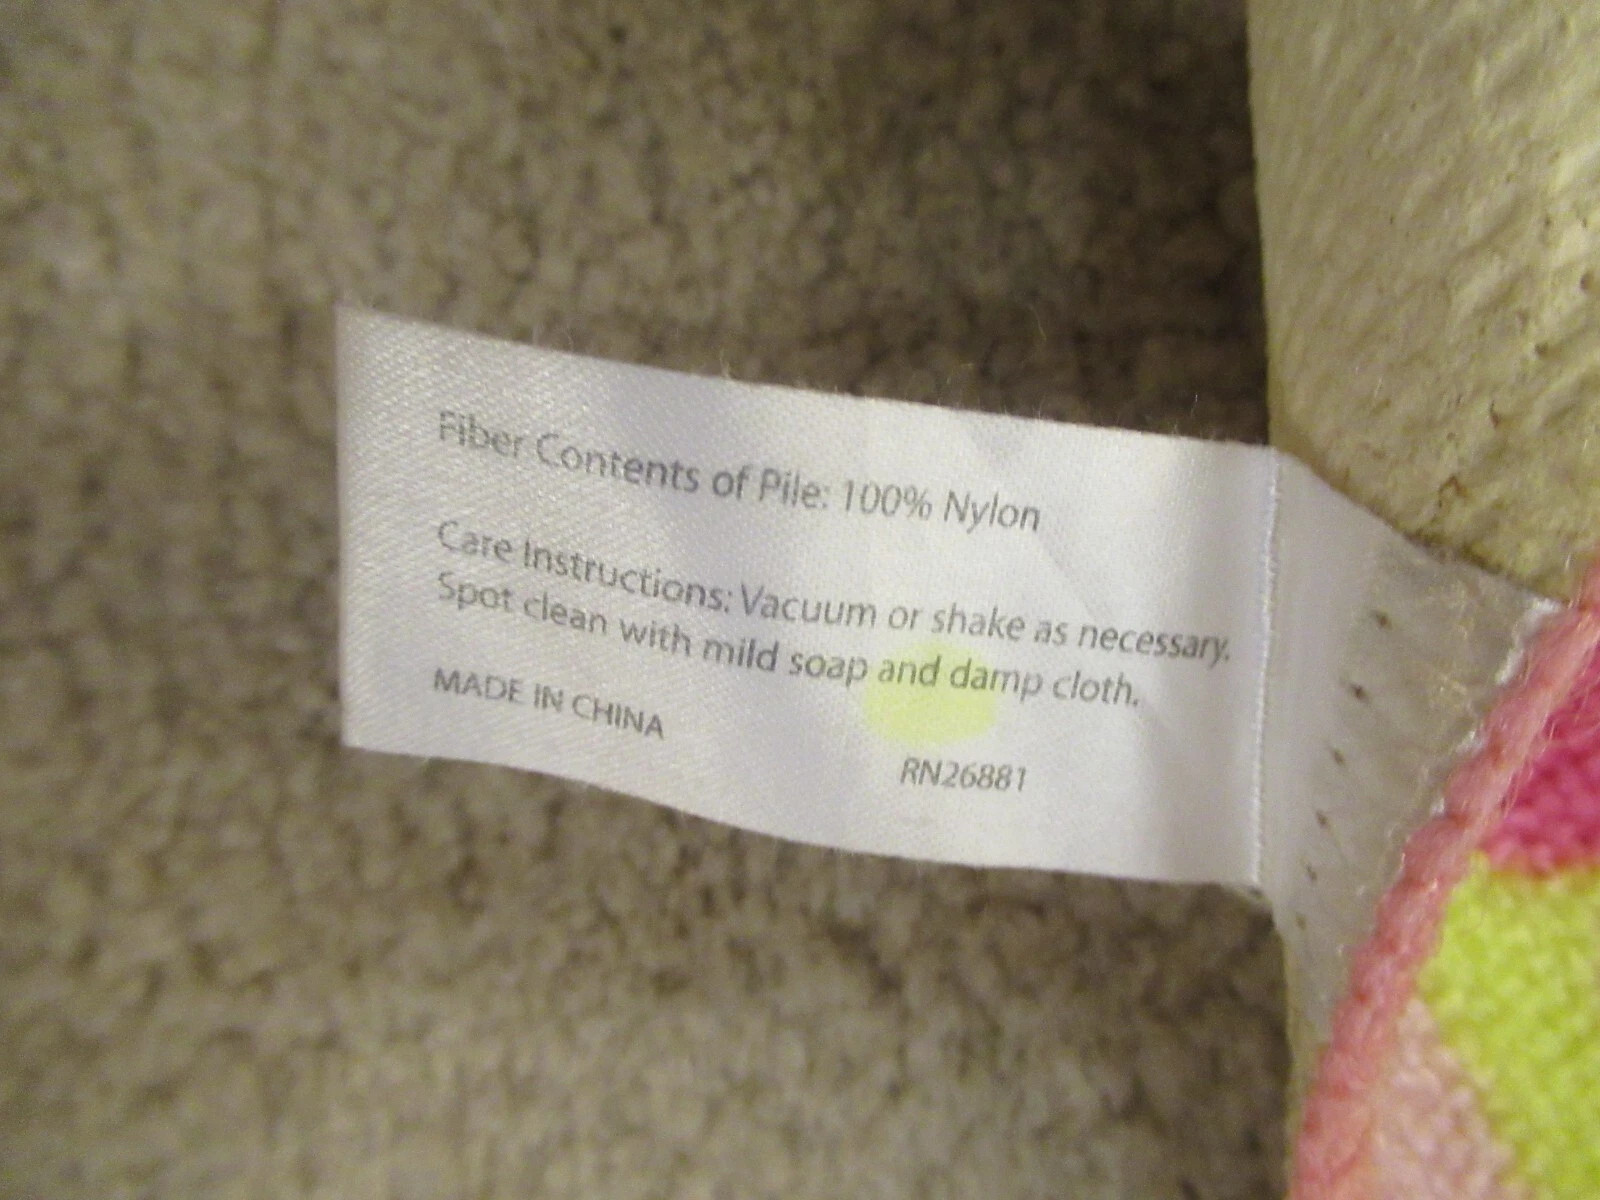 Fiber Contents of Pile: 100% Nylon
Care Instructions: Vacuum or shake as necessary.
Spot clean with mild soap and damp cloth.
MADE IN CHINA
RN26881